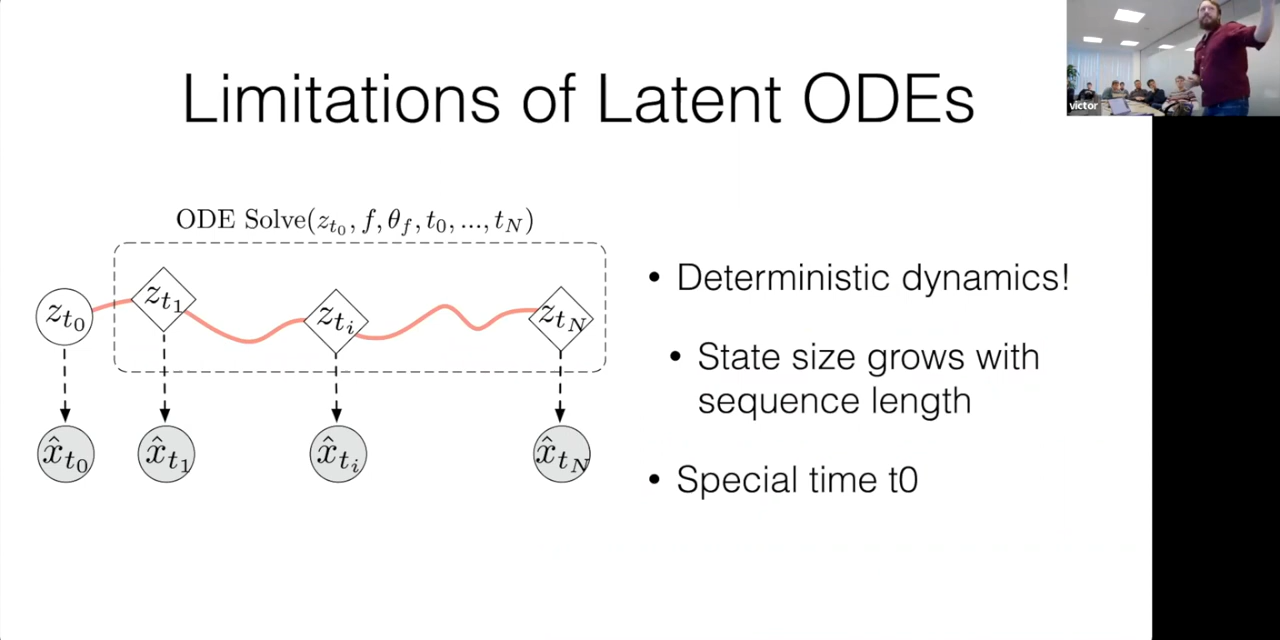 Limitations of Latent ODEs
victor
ODE Solve(z_{t_0}, f, θ_f, t_0, ..., t_N)
z_{t_0} z_{t_1} z_{t_i} z_{t_N}
x̂_{t_0} x̂_{t_1} x̂_{t_i} x̂_{t_N}
• Deterministic dynamics!
• State size grows with
sequence length
• Special time t0